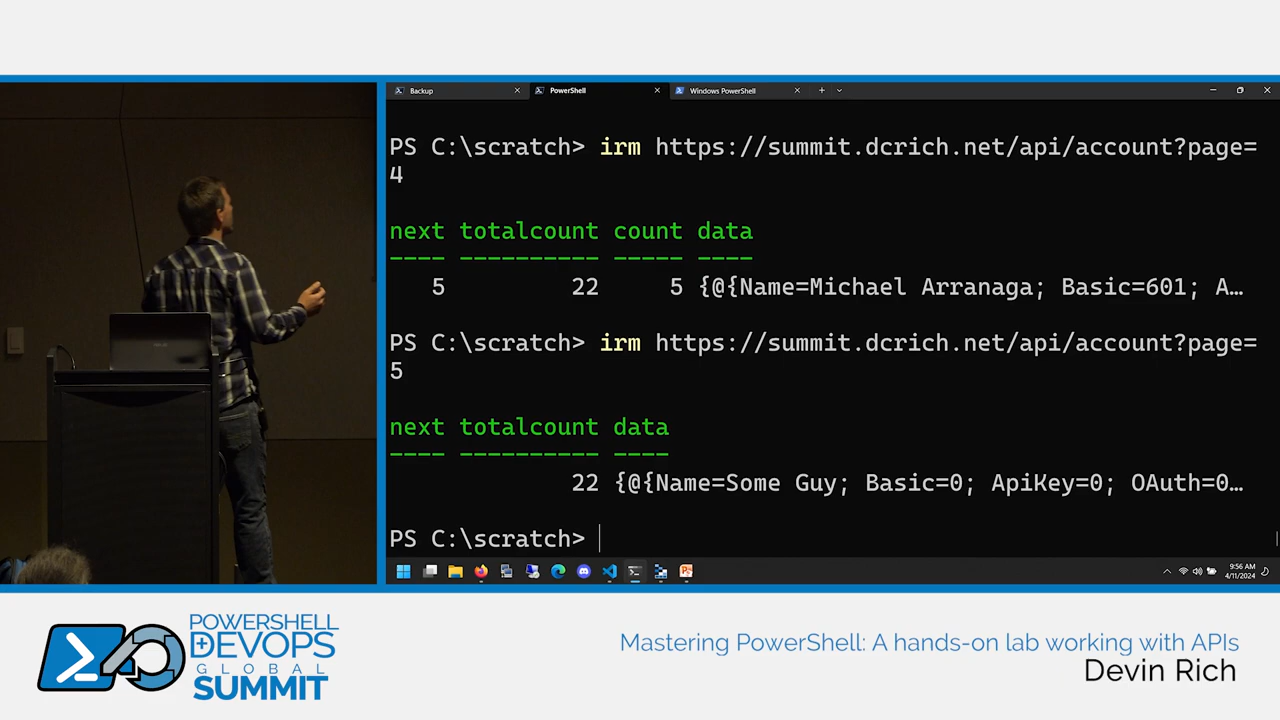 Backup
PowerShell
Windows PowerShell
PS C:\scratch> irm https://summit.dcrich.net/api/account?page=
4
next totalcount count data
---- ---------- ----- ----
5 22 5 {@{Name=Michael Arranaga; Basic=601; A…
PS C:\scratch> irm https://summit.dcrich.net/api/account?page=
5
next totalcount data
---- ---------- ----
22 {@{Name=Some Guy; Basic=0; ApiKey=0; OAuth=0…
PS C:\scratch>
9:56 AM
4/11/2024
POWERSHELL
DEVOPS
GLOBAL
SUMMIT
Mastering PowerShell: A hands-on lab working with APIs
Devin Rich